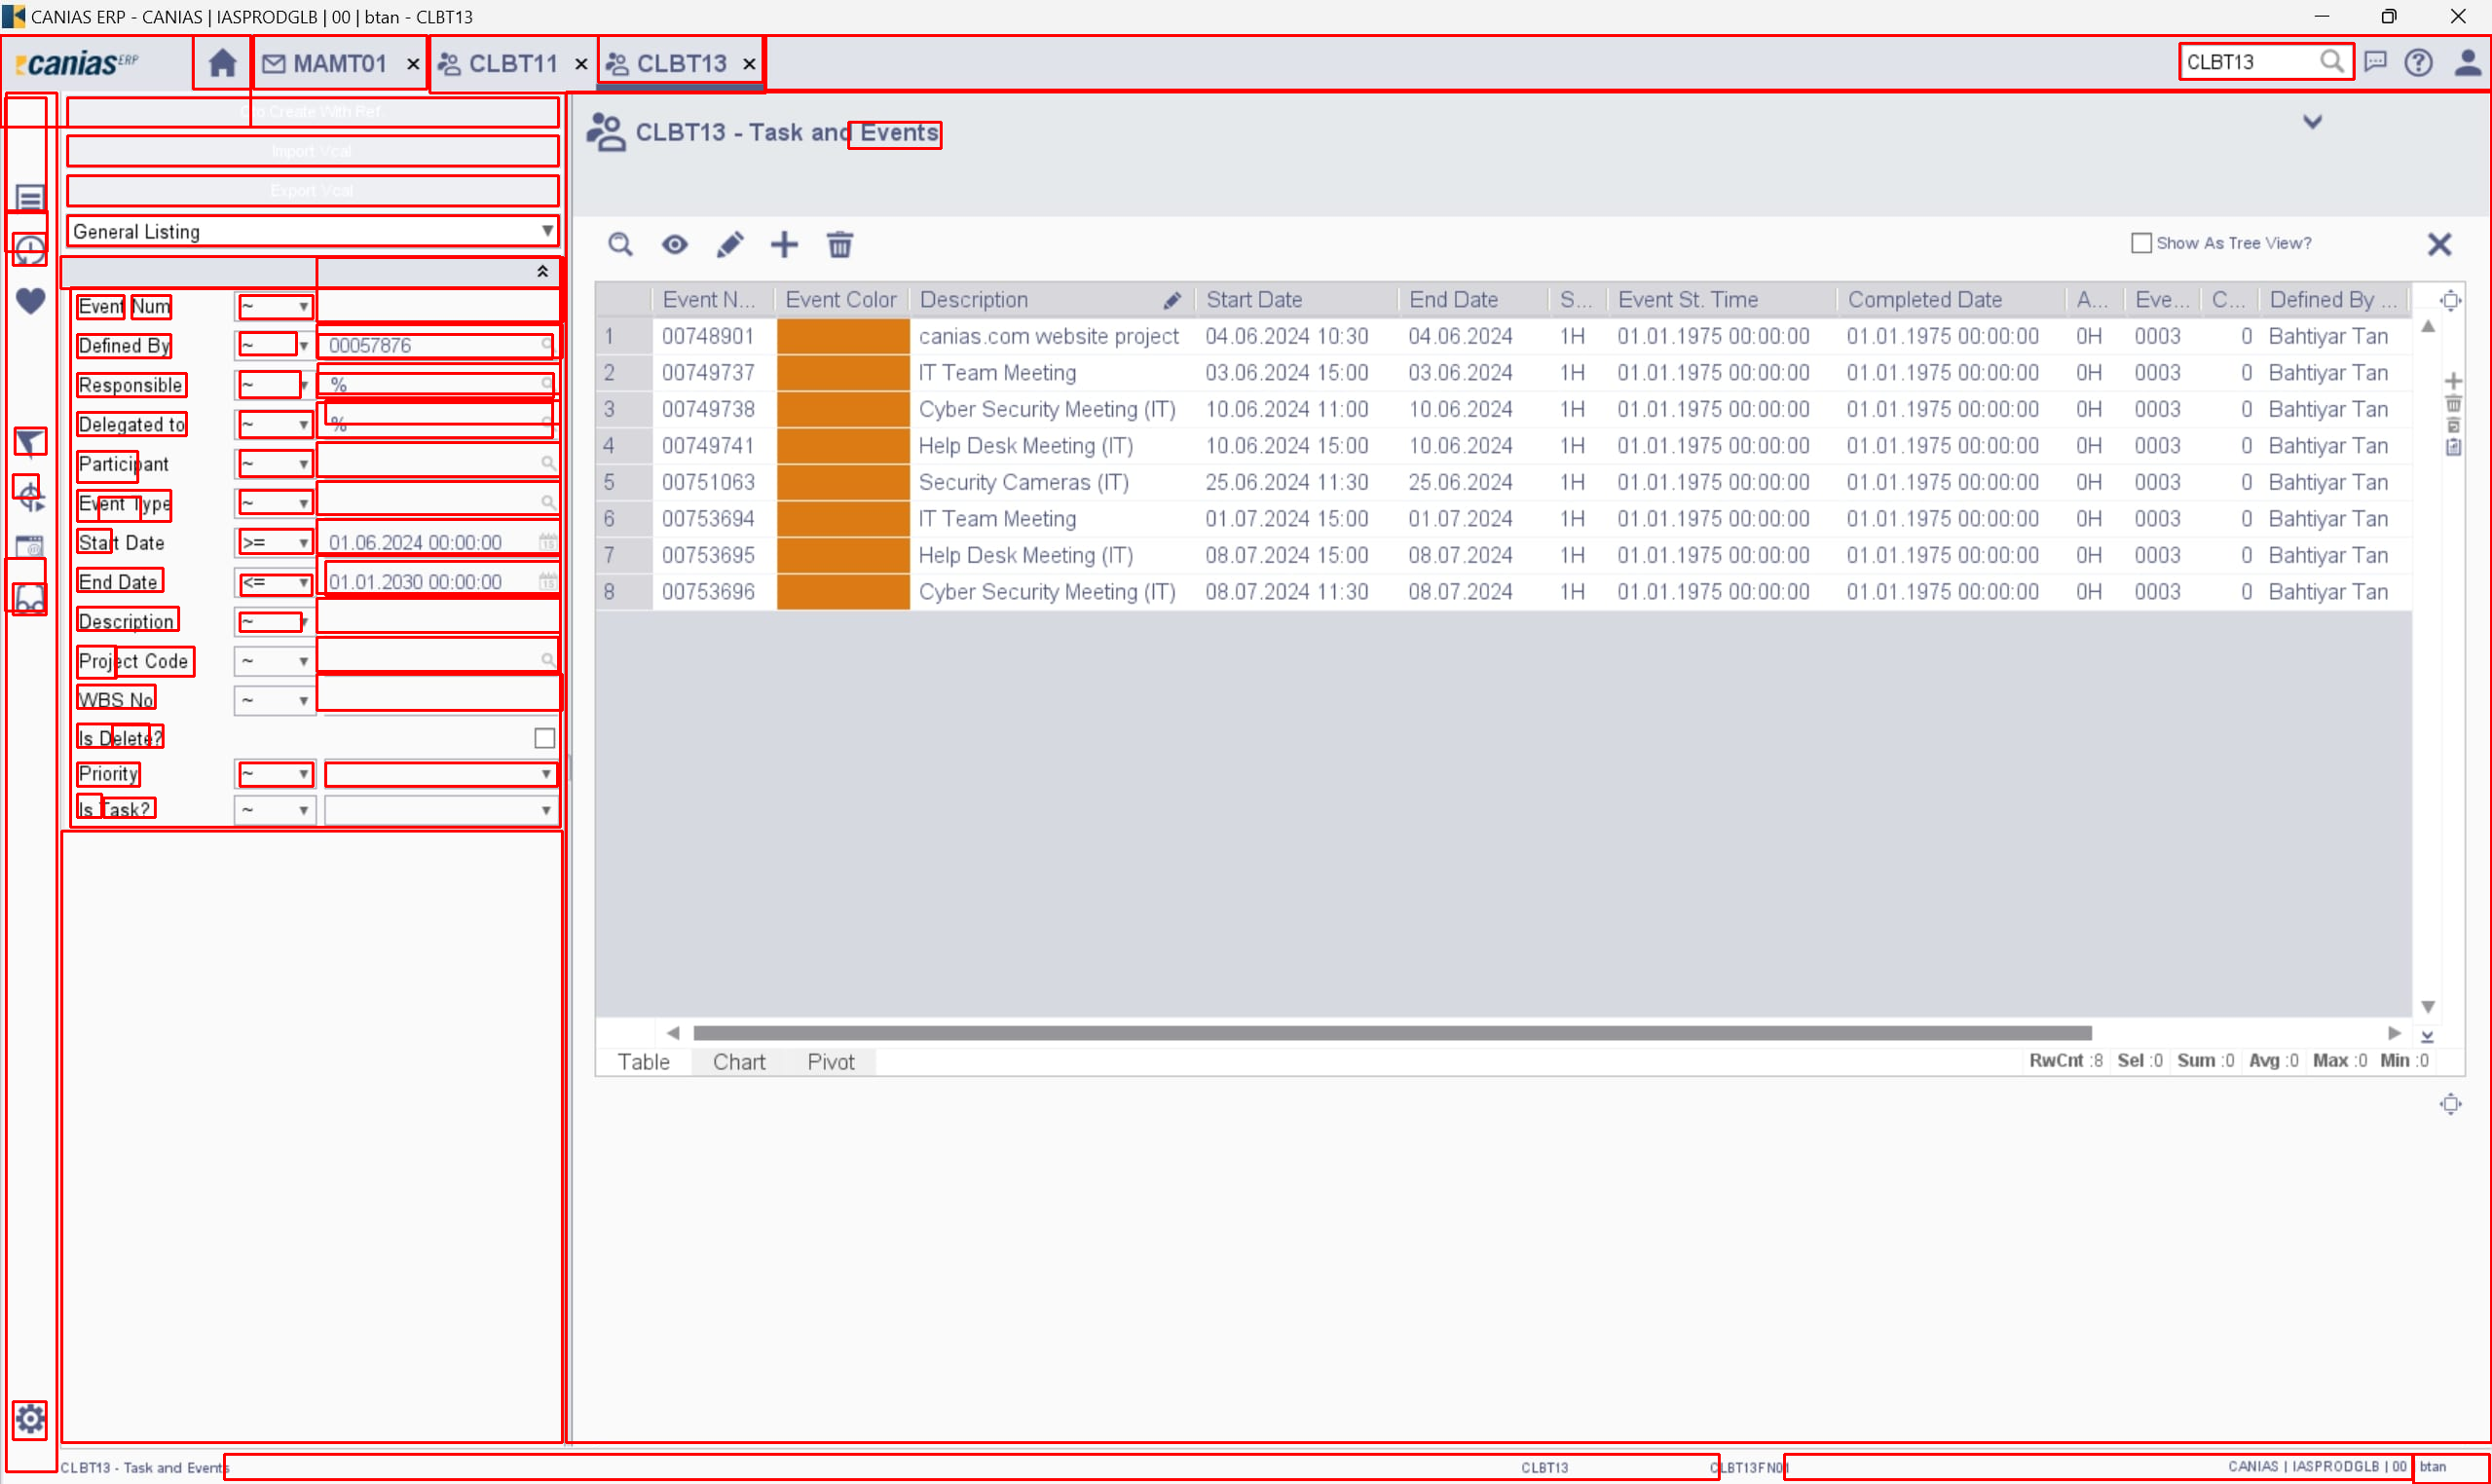 CANIAS ERP - CANIAS | IASPRODGLB | 00 | btan - CLBT13
canias ERP MAMT01 CLBT11 CLBT13 CLBT13
Create With Ref.
Import Vcal
Export Vcal
General Listing
Event Num ~
Defined By ~ 00057876
Responsible ~ %
Delegated to ~ %
Participant ~
Event Type ~
Start Date >= 01.06.2024 00:00:00
End Date <= 01.01.2030 00:00:00
Description ~
Project Code ~
WBS No ~
Is Delete?
Priority ~
Is Task? ~
CLBT13 - Task and Events
Show As Tree View?
Event N... Event Color Description Start Date End Date S... Event St. Time Completed Date A... Eve... C... Defined By ...
1 00748901 canias.com website project 04.06.2024 10:30 04.06.2024 1H 01.01.1975 00:00:00 01.01.1975 00:00:00 0H 0003 0 Bahtiyar Tan
2 00749737 IT Team Meeting 03.06.2024 15:00 03.06.2024 1H 01.01.1975 00:00:00 01.01.1975 00:00:00 0H 0003 0 Bahtiyar Tan
3 00749738 Cyber Security Meeting (IT) 10.06.2024 11:00 10.06.2024 1H 01.01.1975 00:00:00 01.01.1975 00:00:00 0H 0003 0 Bahtiyar Tan
4 00749741 Help Desk Meeting (IT) 10.06.2024 15:00 10.06.2024 1H 01.01.1975 00:00:00 01.01.1975 00:00:00 0H 0003 0 Bahtiyar Tan
5 00751063 Security Cameras (IT) 25.06.2024 11:30 25.06.2024 1H 01.01.1975 00:00:00 01.01.1975 00:00:00 0H 0003 0 Bahtiyar Tan
6 00753694 IT Team Meeting 01.07.2024 15:00 01.07.2024 1H 01.01.1975 00:00:00 01.01.1975 00:00:00 0H 0003 0 Bahtiyar Tan
7 00753695 Help Desk Meeting (IT) 08.07.2024 15:00 08.07.2024 1H 01.01.1975 00:00:00 01.01.1975 00:00:00 0H 0003 0 Bahtiyar Tan
8 00753696 Cyber Security Meeting (IT) 08.07.2024 11:30 08.07.2024 1H 01.01.1975 00:00:00 01.01.1975 00:00:00 0H 0003 0 Bahtiyar Tan
Table Chart Pivot RwCnt :8 Sel :0 Sum :0 Avg :0 Max :0 Min :0
CLBT13 - Task and Events CLBT13 CLBT13FN01 CANIAS | IASPRODGLB | 00 btan